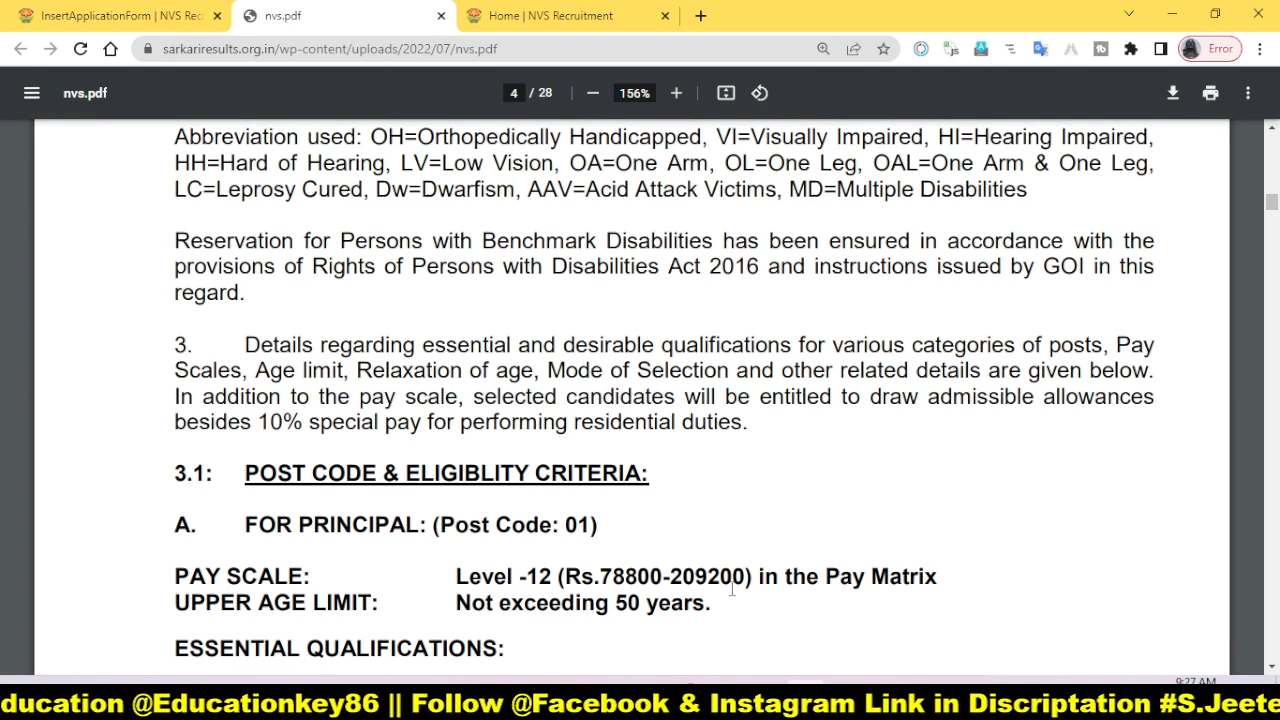 InsertApplicationForm | NVS Rec
nvs.pdf
Home | NVS Recruitment
sarkariresults.org.in/wp-content/uploads/2022/07/nvs.pdf
Error
nvs.pdf
4 / 28
156%
Abbreviation used: OH=Orthopedically Handicapped, VI=Visually Impaired, HI=Hearing Impaired,
HH=Hard of Hearing, LV=Low Vision, OA=One Arm, OL=One Leg, OAL=One Arm & One Leg,
LC=Leprosy Cured, Dw=Dwarfism, AAV=Acid Attack Victims, MD=Multiple Disabilities
Reservation for Persons with Benchmark Disabilities has been ensured in accordance with the
provisions of Rights of Persons with Disabilities Act 2016 and instructions issued by GOI in this
regard.
3. Details regarding essential and desirable qualifications for various categories of posts, Pay
Scales, Age limit, Relaxation of age, Mode of Selection and other related details are given below.
In addition to the pay scale, selected candidates will be entitled to draw admissible allowances
besides 10% special pay for performing residential duties.
3.1: POST CODE & ELIGIBLITY CRITERIA:
A. FOR PRINCIPAL: (Post Code: 01)
PAY SCALE: Level -12 (Rs.78800-209200) in the Pay Matrix
UPPER AGE LIMIT: Not exceeding 50 years.
ESSENTIAL QUALIFICATIONS:
9:27 AM
ducation @Educationkey86 || Follow @Facebook & Instagram Link in Discriptation #S.Jeete